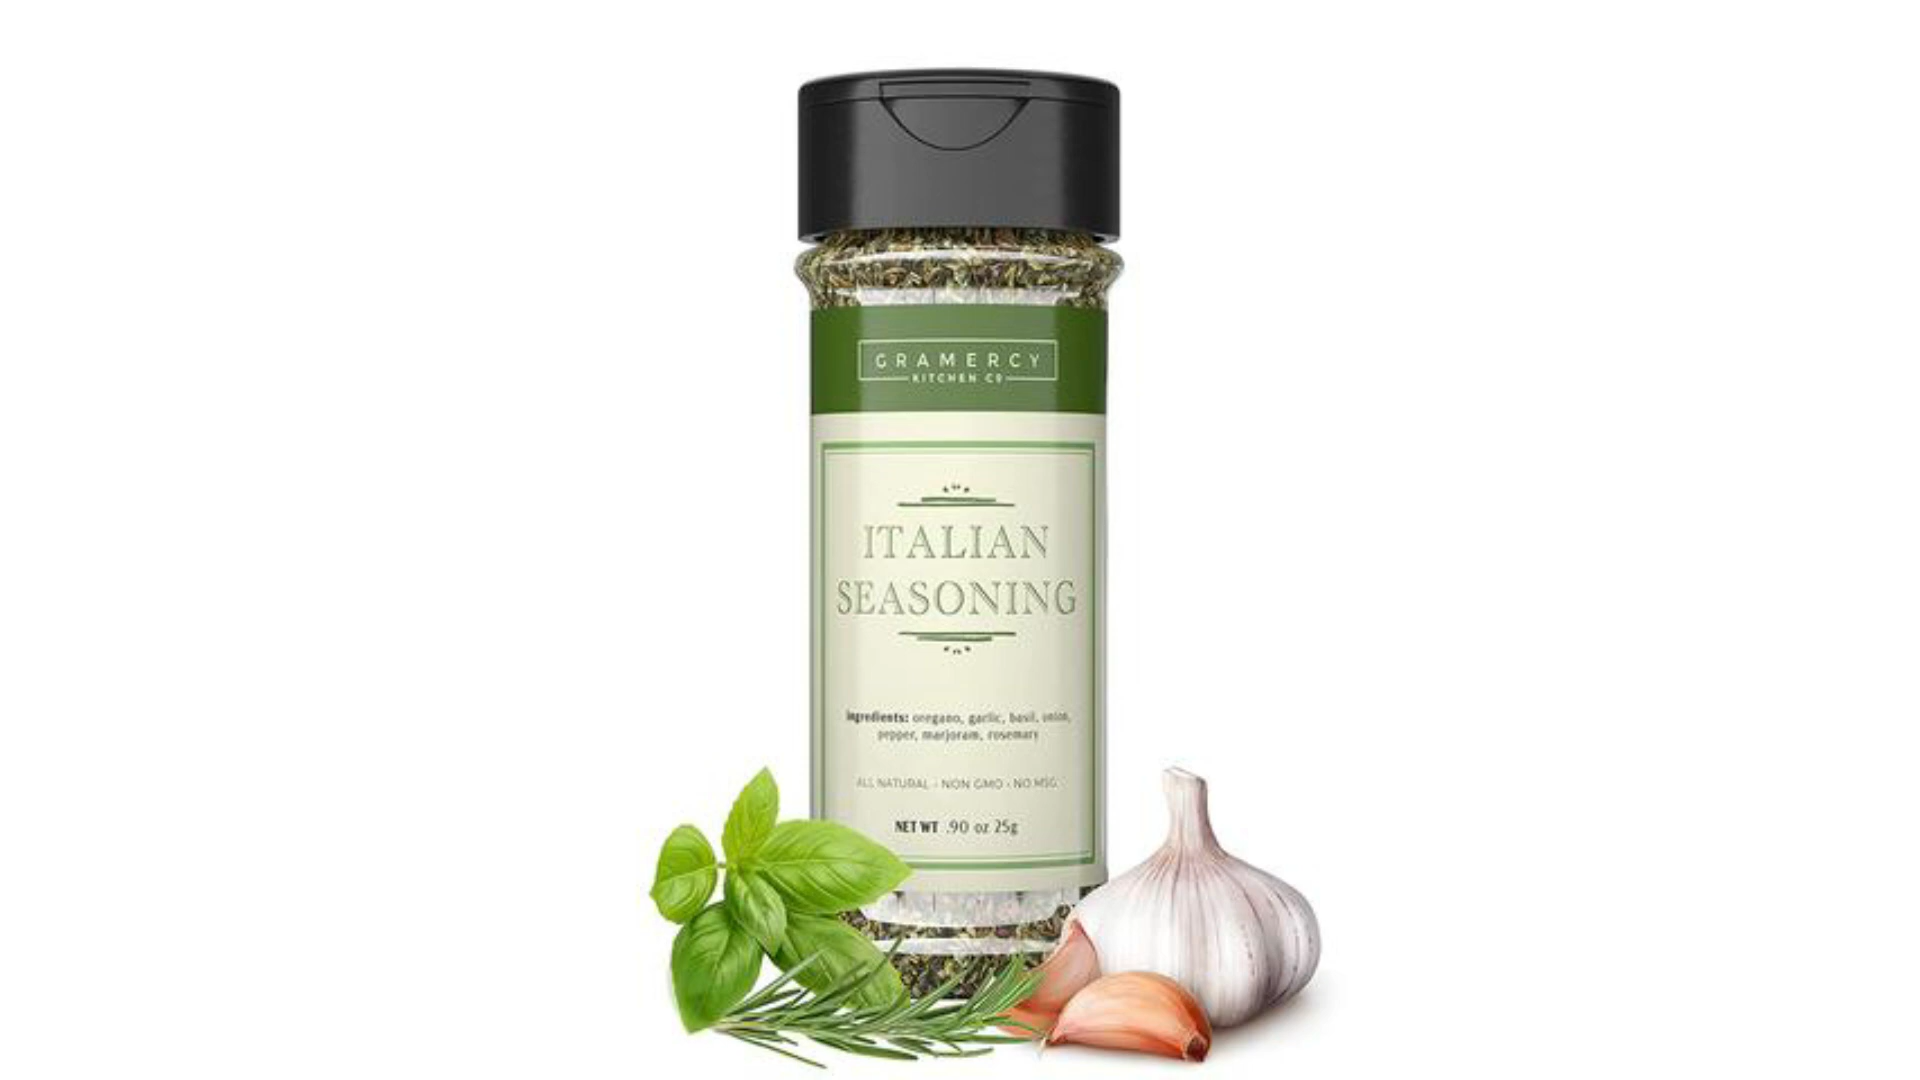 GRAMERCY
KITCHEN CO
ITALIAN
SEASONING
ingredients: oregano, garlic, basil, onion,
pepper, marjoram, rosemary
ALL NATURAL - NON GMO - NO MSG
NET WT .90 oz 25g